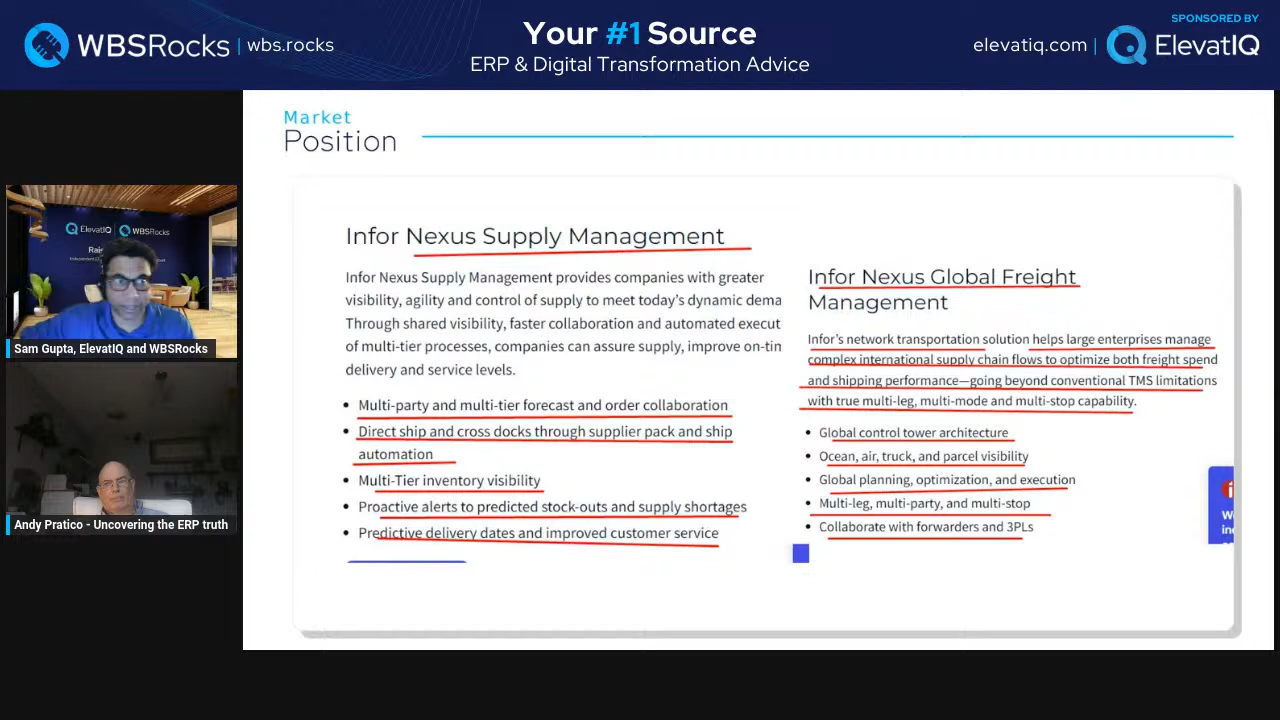 WBSRocks | wbs.rocks
Your #1 Source
ERP & Digital Transformation Advice
SPONSORED BY
elevatiq.com | ElevatIQ
Market
Position
ElevatIQ | WBSRocks
Sam Gupta, ElevatIQ and WBSRocks
Andy Pratico - Uncovering the ERP truth
Infor Nexus Supply Management
Infor Nexus Supply Management provides companies with greater
visibility, agility and control of supply to meet today's dynamic dema
Through shared visibility, faster collaboration and automated execut
of multi-tier processes, companies can assure supply, improve on-tin
delivery and service levels.
• Multi-party and multi-tier forecast and order collaboration
• Direct ship and cross docks through supplier pack and ship
automation
• Multi-Tier inventory visibility
• Proactive alerts to predicted stock-outs and supply shortages
• Predictive delivery dates and improved customer service
Infor Nexus Global Freight
Management
Infor's network transportation solution helps large enterprises manage
complex international supply chain flows to optimize both freight spend
and shipping performance—going beyond conventional TMS limitations
with true multi-leg, multi-mode and multi-stop capability.
• Global control tower architecture
• Ocean, air, truck, and parcel visibility
• Global planning, optimization, and execution
• Multi-leg, multi-party, and multi-stop
• Collaborate with forwarders and 3PLs